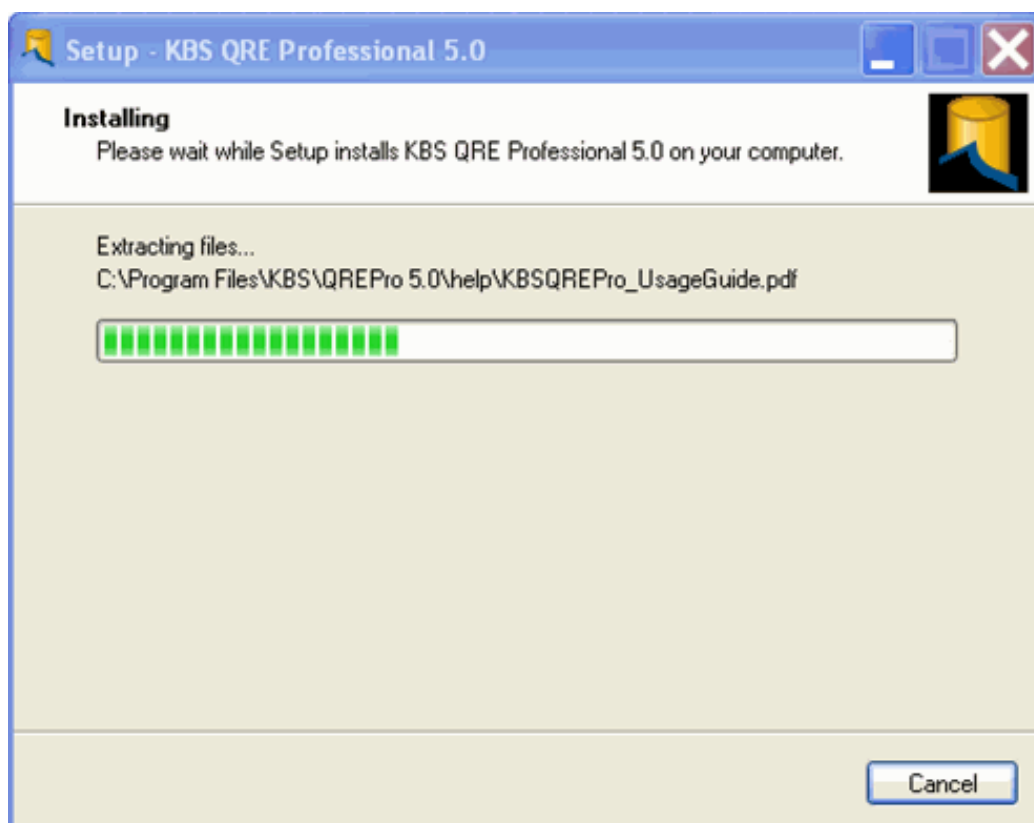 Setup - KBS QRE Professional 5.0
Installing
Please wait while Setup installs KBS QRE Professional 5.0 on your computer.
Extracting files...
C:\Program Files\KBS\QREPro 5.0\help\KBSQREPro_UsageGuide.pdf
Cancel